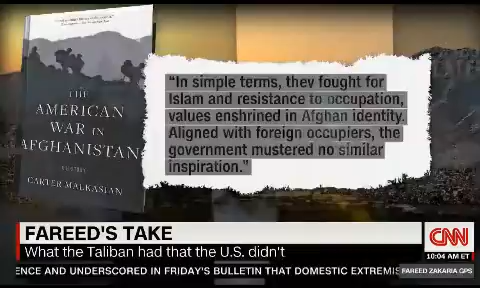 THE
AMERICAN
WAR IN
AFGHANISTAN
CARTER MALKASIAN
“In simple terms, they fought for
Islam and resistance to occupation,
values enshrined in Afghan identity.
Aligned with foreign occupiers, the
government mustered no similar
inspiration.”
FAREED'S TAKE
What the Taliban had that the U.S. didn't
CNN
10:04 AM ET
ENCE AND UNDERSCORED IN FRIDAY'S BULLETIN THAT DOMESTIC EXTREMIS
FAREED ZAKARIA GPS